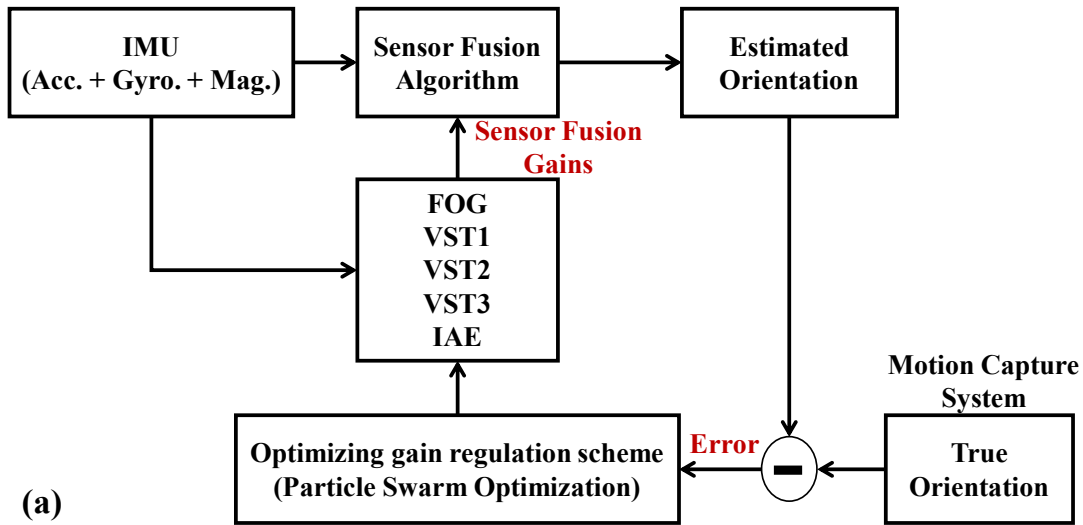 IMU
(Acc. + Gyro. + Mag.)
Sensor Fusion
Algorithm
Estimated
Orientation
Sensor Fusion
Gains
FOG
VST1
VST2
VST3
IAE
Motion Capture
System
Optimizing gain regulation scheme
(Particle Swarm Optimization)
Error
True
Orientation
(a)